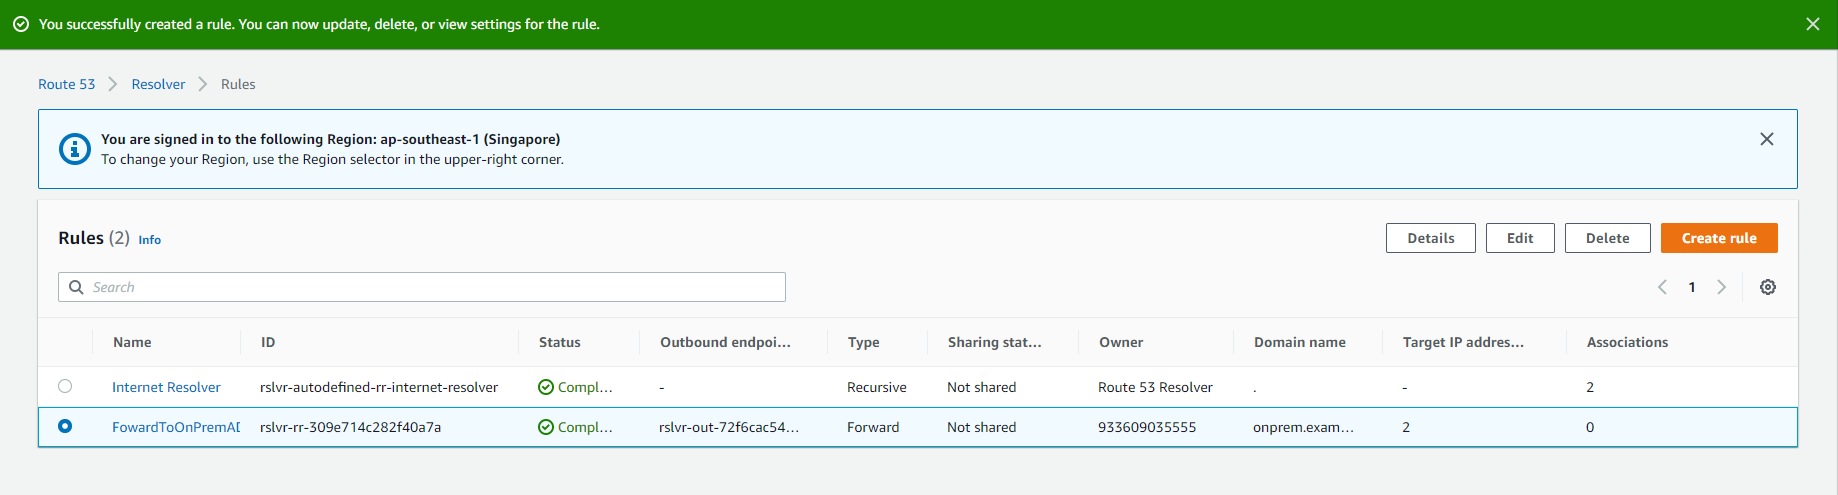 You successfully created a rule. You can now update, delete, or view settings for the rule.
Route 53 Resolver Rules
You are signed in to the following Region: ap-southeast-1 (Singapore)
To change your Region, use the Region selector in the upper-right corner.
Rules (2) Info Details Edit Delete Create rule
Search 1
Name ID Status Outbound endpoi... Type Sharing stat... Owner Domain name Target IP addres... Associations
Internet Resolver rslvr-autodefined-rr-internet-resolver Compl... - Recursive Not shared Route 53 Resolver . - 2
FowardToOnPremAD rslvr-rr-309e714c282f40a7a Compl... rslvr-out-72f6cac54... Forward Not shared 933609035555 onprem.exam... 2 0